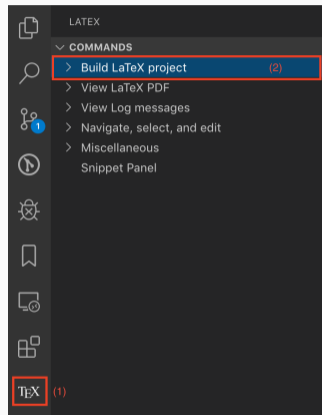 LATEX
COMMANDS
Build LaTeX project (2)
View LaTeX PDF
View Log messages
Navigate, select, and edit
Miscellaneous
Snippet Panel
1
TEX (1)